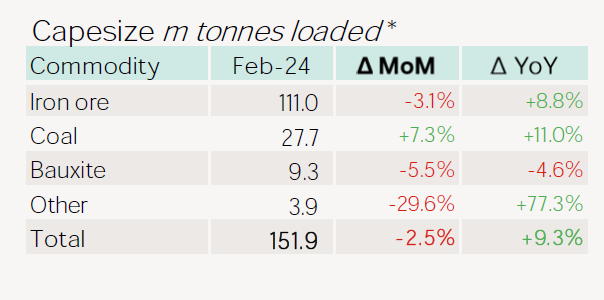 Capesize m tonnes loaded*
Commodity Feb-24 Δ MoM Δ YoY
Iron ore 111.0 -3.1% +8.8%
Coal 27.7 +7.3% +11.0%
Bauxite 9.3 -5.5% -4.6%
Other 3.9 -29.6% +77.3%
Total 151.9 -2.5% +9.3%